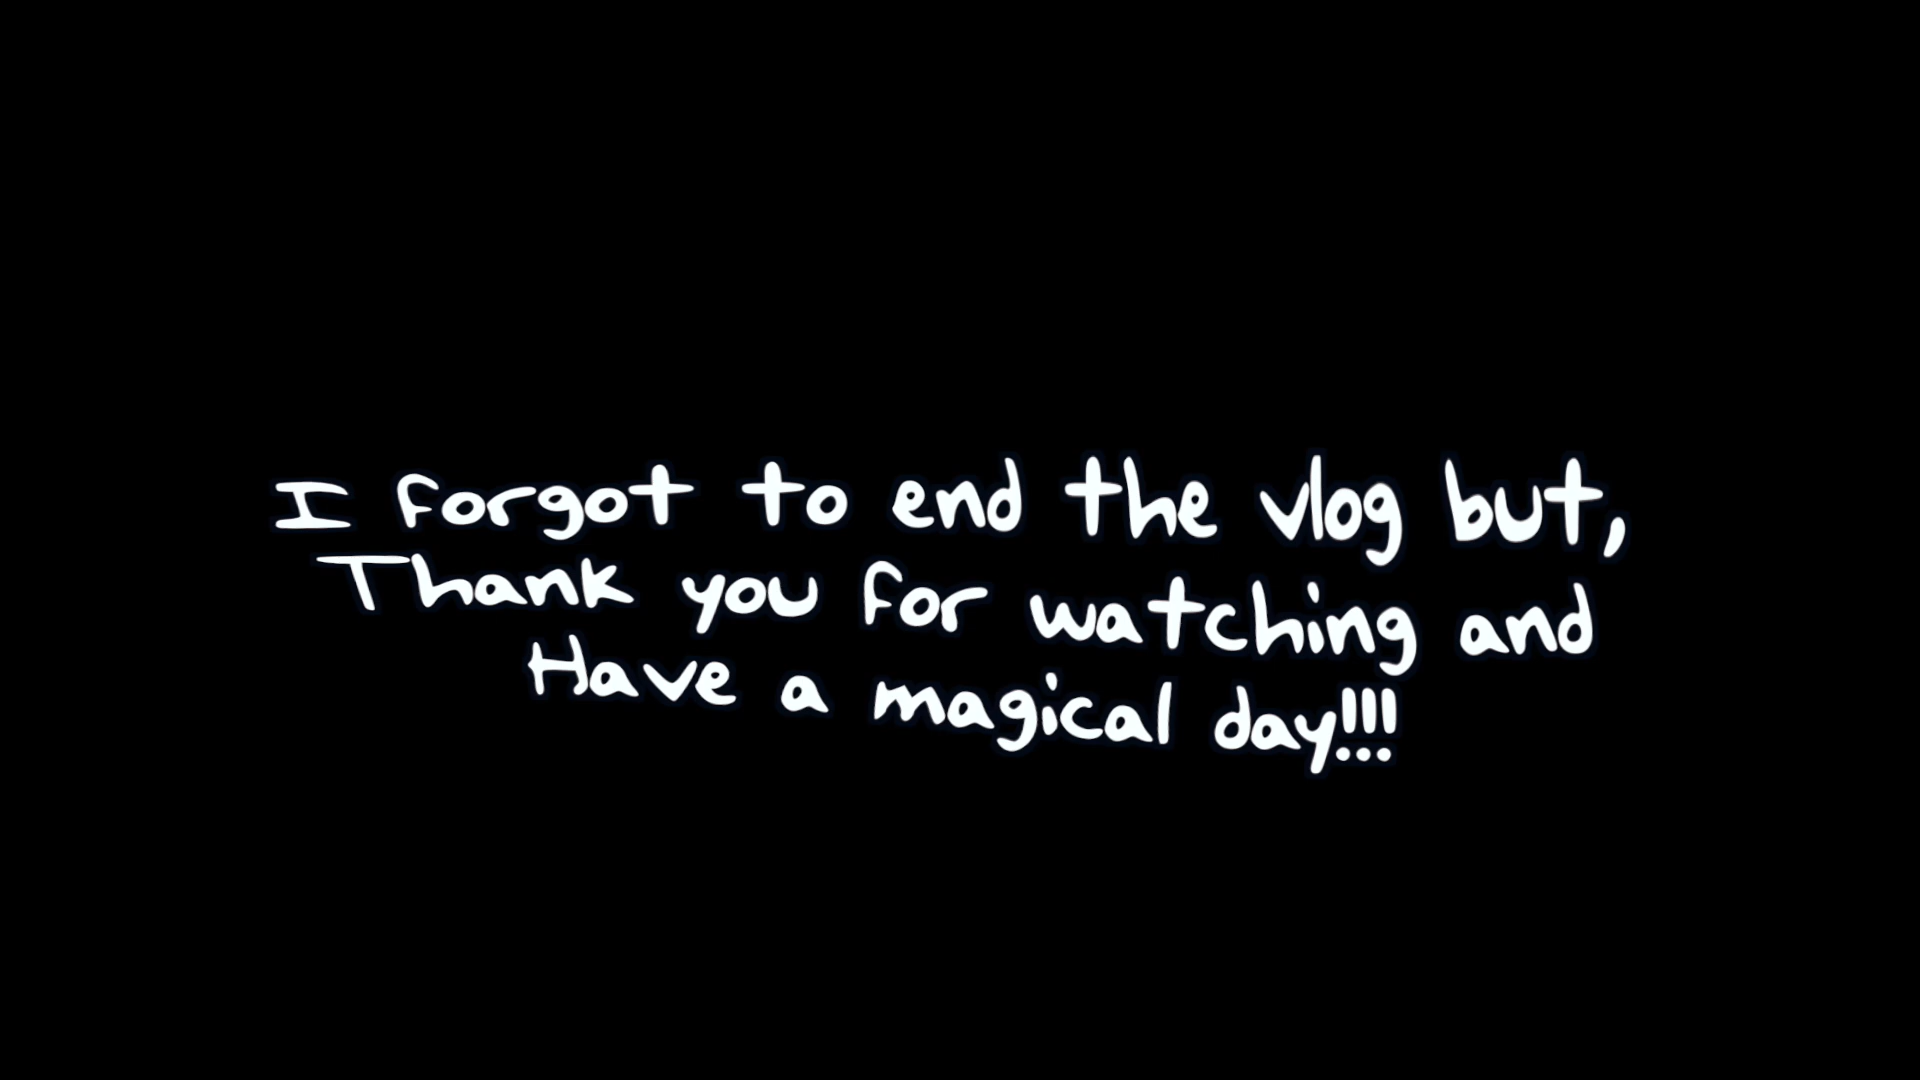 I forgot to end the vlog but,
Thank you for watching and
Have a magical day!!!